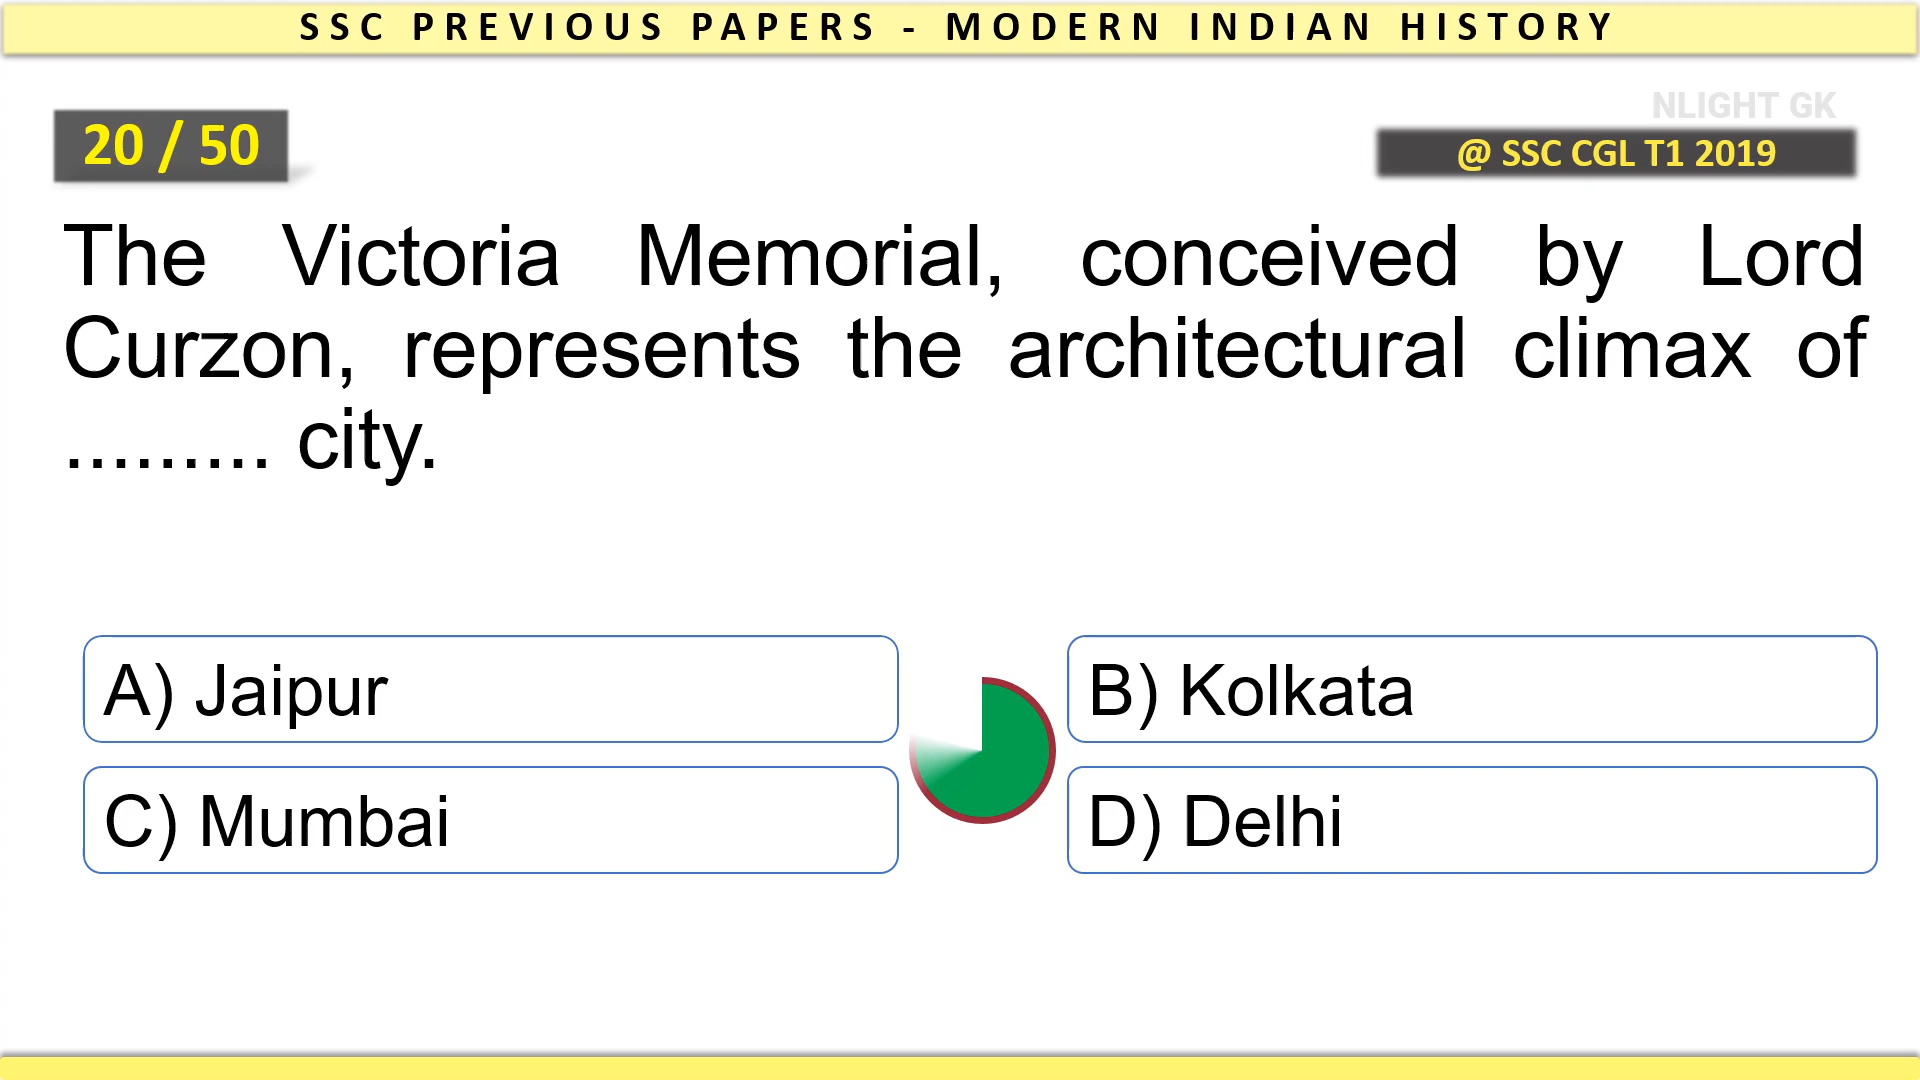 SSC PREVIOUS PAPERS - MODERN INDIAN HISTORY
NLIGHT GK
20 / 50
@ SSC CGL T1 2019
The Victoria Memorial, conceived by Lord
Curzon, represents the architectural climax of
......... city.
A) Jaipur
B) Kolkata
C) Mumbai
D) Delhi